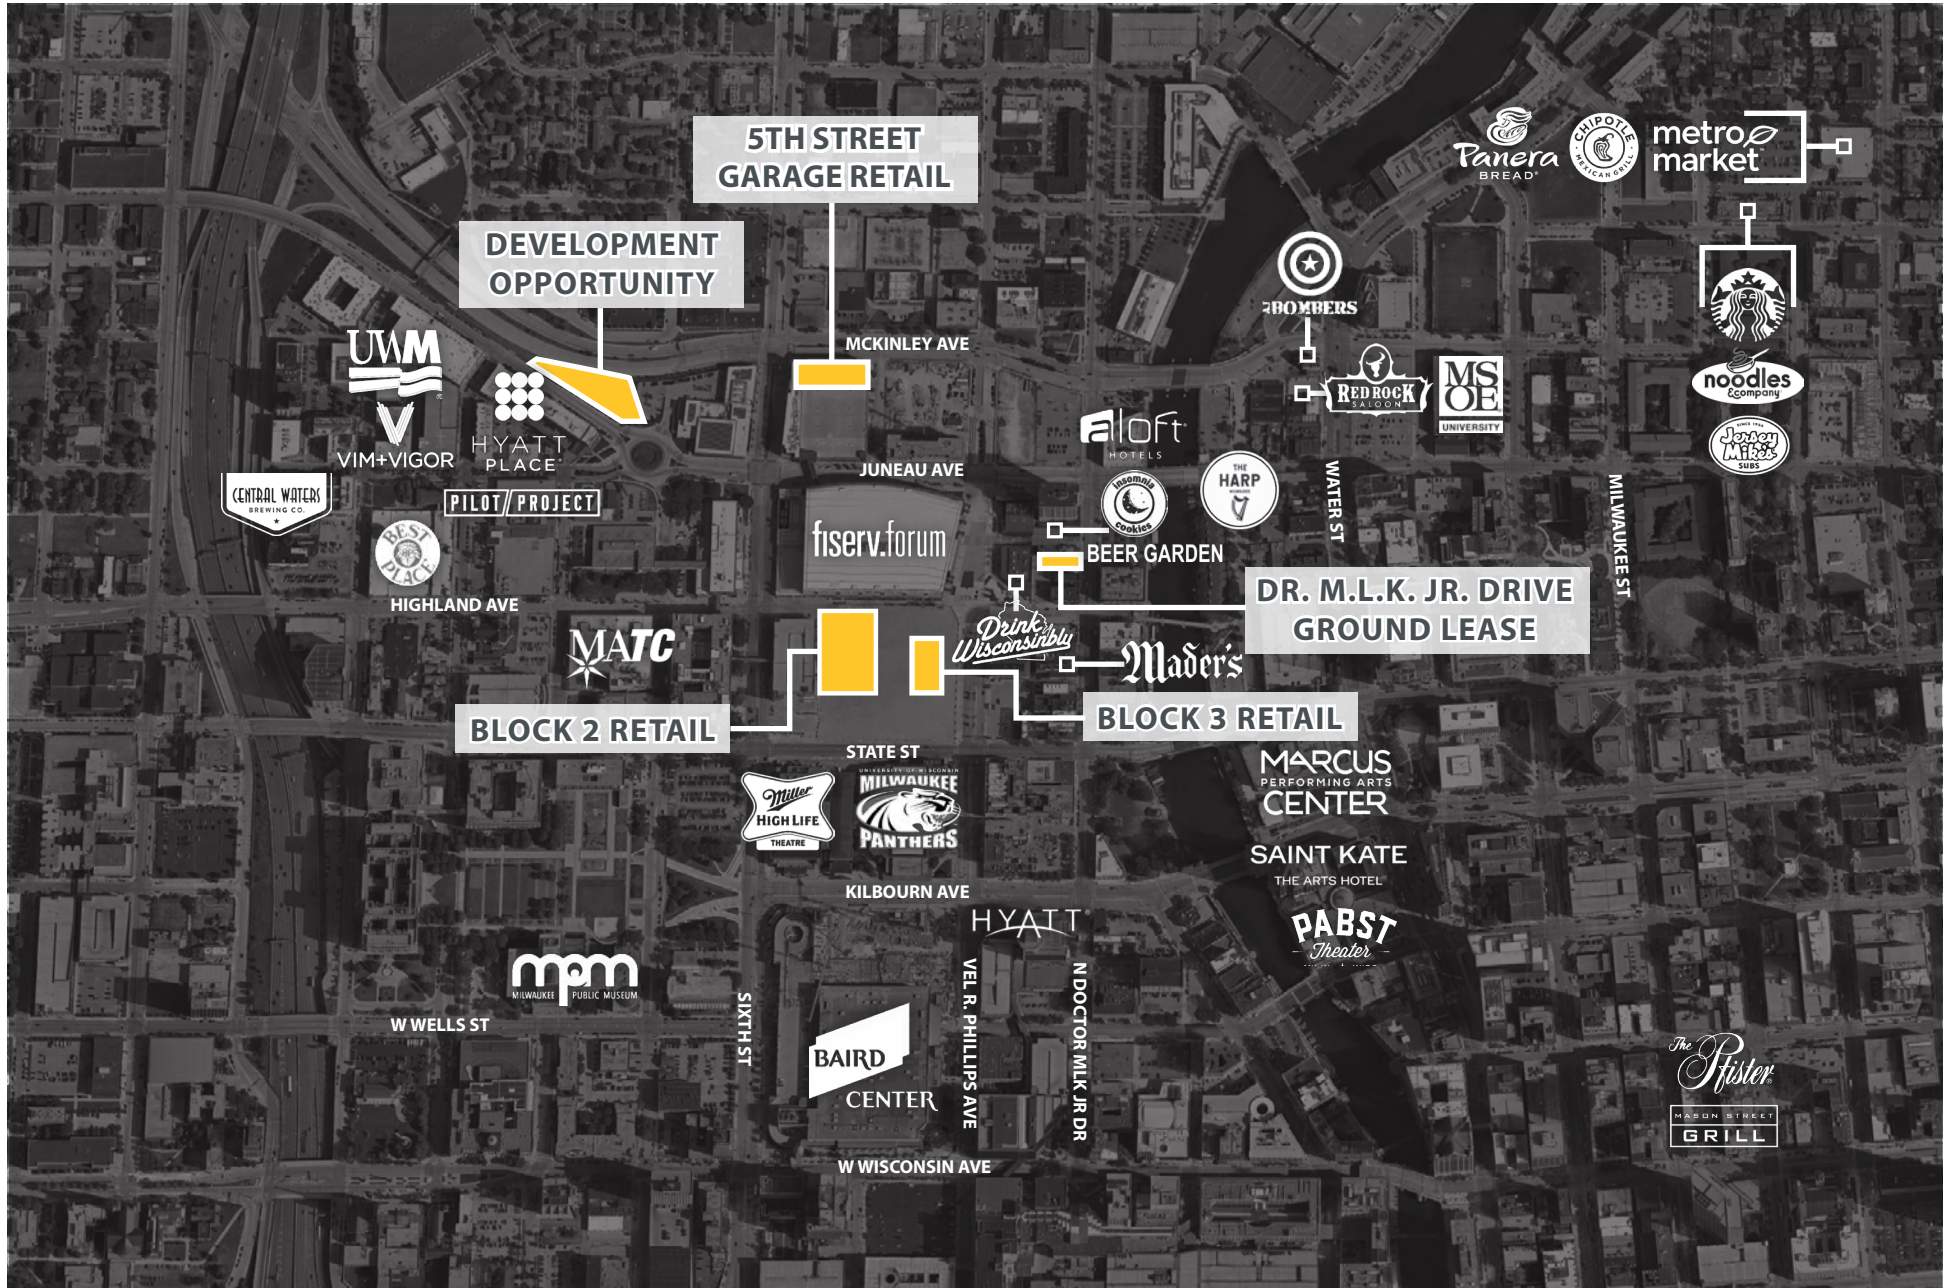 5TH STREET
GARAGE RETAIL
DEVELOPMENT
OPPORTUNITY
Panera
BREAD®
CHIPOTLE
MEXICAN GRILL
metro
market
BOMBERS
MCKINLEY AVE
UWM
VIM+VIGOR
HYATT
PLACE®
RED ROCK
SALOON
MS
OE
UNIVERSITY
noodles
&company
SINCE 1956
Jersey
Mike's
SUBS
aloft
HOTELS
JUNEAU AVE
CENTRAL WATERS
BREWING CO.
PILOT PROJECT
BEST
PLACE
fiserv.forum
insomnia
cookies
THE
HARP
MILWAUKEE
WATER ST
MILWAUKEE ST
BEER GARDEN
DR. M.L.K. JR. DRIVE
GROUND LEASE
HIGHLAND AVE
MATC
Drink
Wisconsinbly
Mader's
BLOCK 2 RETAIL
BLOCK 3 RETAIL
STATE ST
Miller
HIGH LIFE
THEATRE
UNIVERSITY OF WISCONSIN
MILWAUKEE
PANTHERS
MARCUS
PERFORMING ARTS
CENTER
SAINT KATE
THE ARTS HOTEL
KILBOURN AVE
HYATT
PABST
Theater
mpm
MILWAUKEE PUBLIC MUSEUM
W WELLS ST
SIXTH ST
BAIRD
CENTER
VEL R. PHILLIPS AVE
N DOCTOR MLK JR DR
The
Pfister®
MASON STREET
GRILL
W WISCONSIN AVE